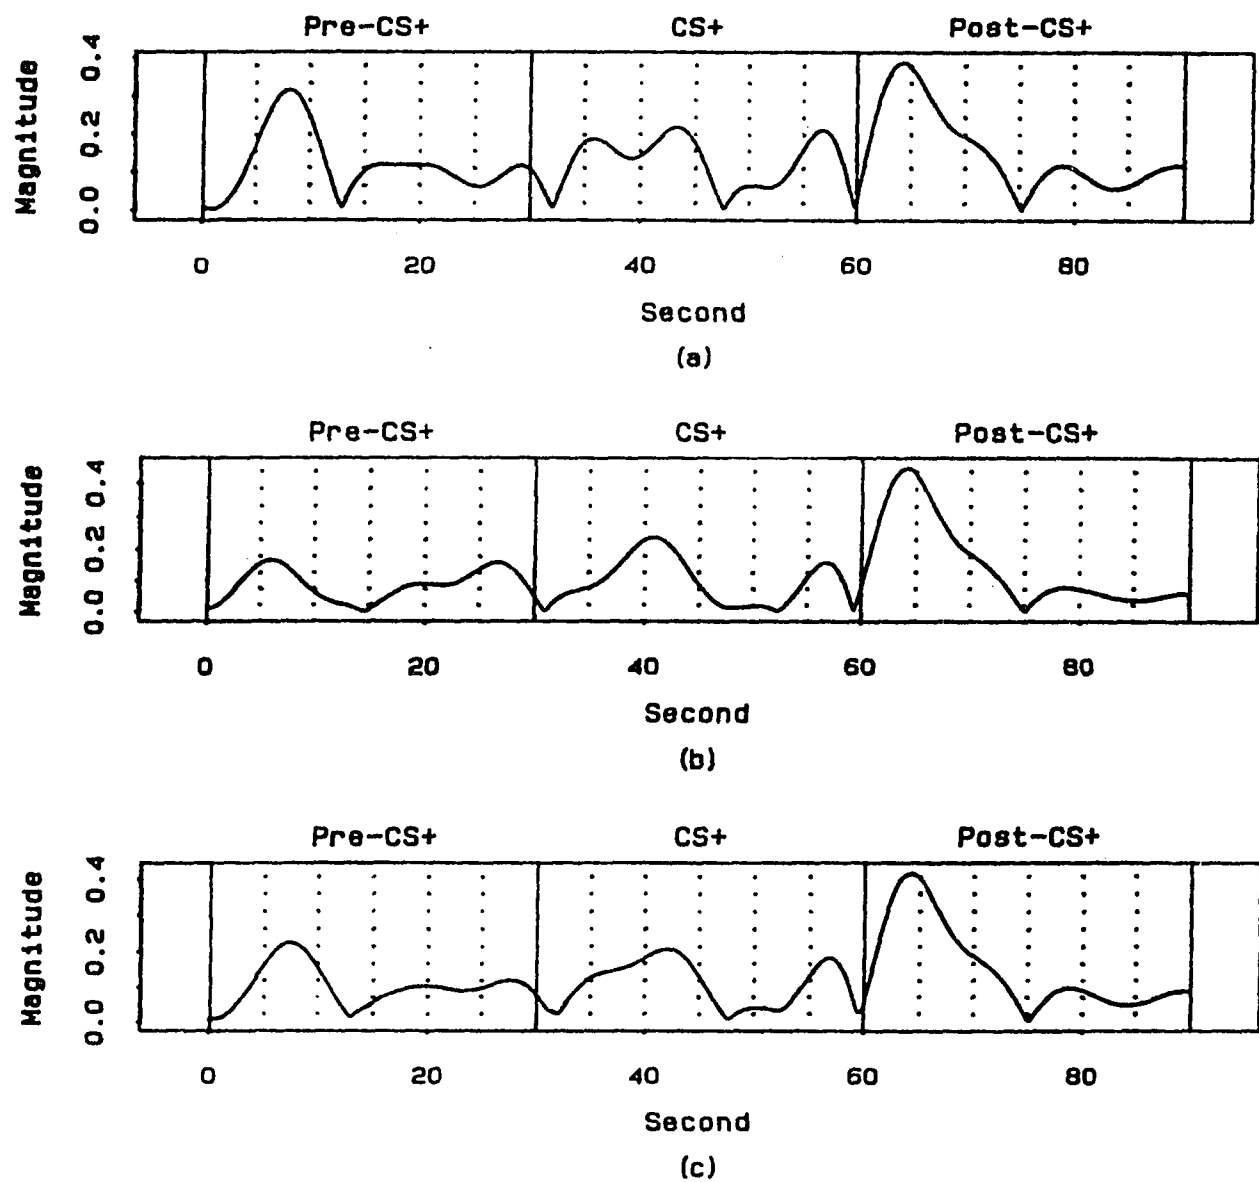 Pre-CS+ CS+ Post-CS+
Magnitude
0.4
0.2
0.0
0 20 40 60 80
Second
(a)
Pre-CS+ CS+ Post-CS+
Magnitude
0.4
0.2
0.0
0 20 40 60 80
Second
(b)
Pre-CS+ CS+ Post-CS+
Magnitude
0.4
0.2
0.0
0 20 40 60 80
Second
(c)